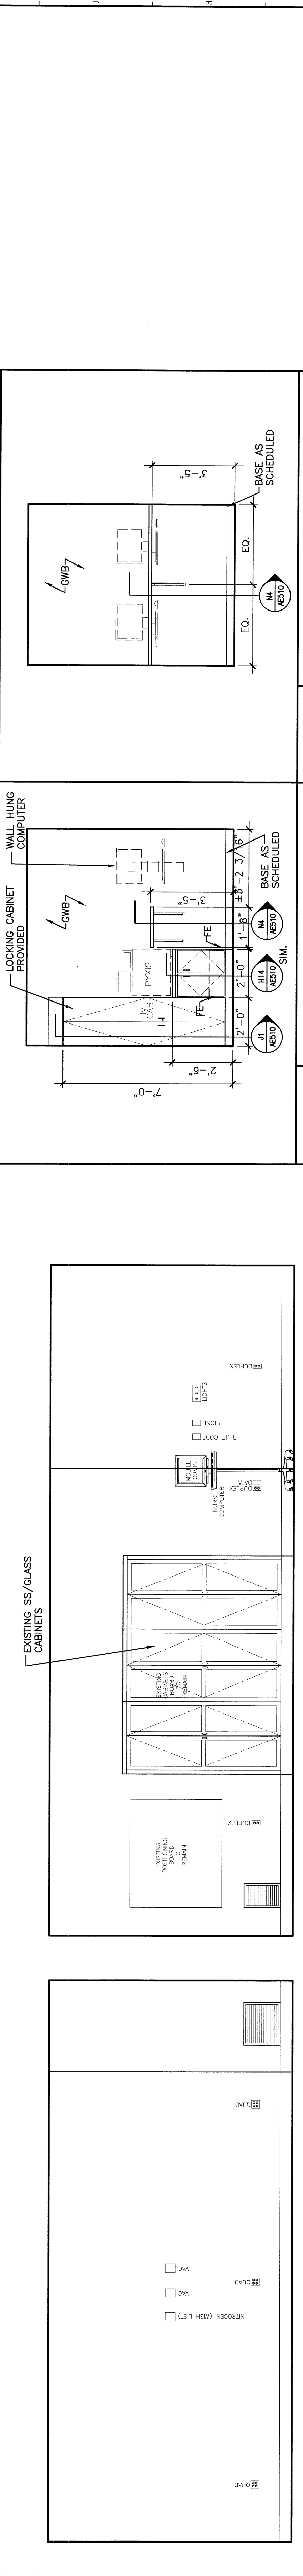 J
H
GWB
3'-5"
BASE AS
SCHEDULED
EQ.
EQ.
N4
AE510
WALL HUNG
COMPUTER
LOCKING CABINET
PROVIDED
GWB
3'-5"
PYXIS
IV
CAB
FE
FE
7'-0"
2'-6"
2'-0"
2'-0"
1'-8"
±3'-2 3/16"
BASE AS
SCHEDULED
J1
AE510
H14
AE510
SIM.
N4
AE510
EXISTING SS/GLASS
CABINETS
EXISTING
POSITIONING
BOARD
TO
REMAIN
EXISTING
CABINETS
BOARD
TO
REMAIN
DUPLEX
MOBILE
COMP.
NURSE
COMPUTER
DUPLEX
DATA
BLUE CODE
PHONE
LIGHTS
DUPLEX
NITROGEN (WISH LIST)
VAC
VAC
QUAD
QUAD
QUAD